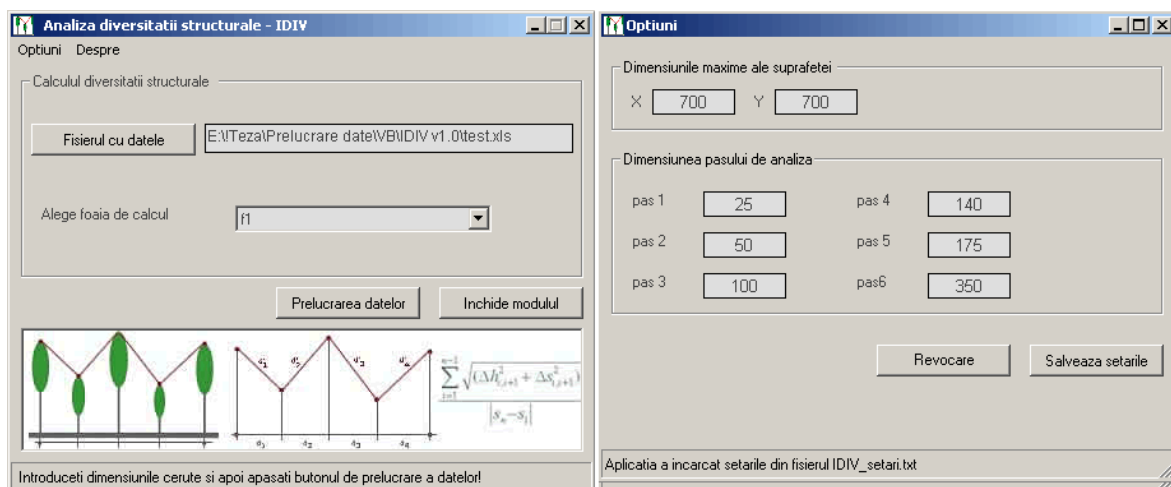 Analiza diversitatii structurale - IDIV
Optiuni Despre
Calculul diversitatii structurale
Fisierul cu datele
E:\!Teza\Prelucrare date\VB\IDIV v1.0\test.xls
Alege foaia de calcul
f1
Prelucrarea datelor
Inchide modulul
Introduceti dimensiunile cerute si apoi apasati butonul de prelucrare a datelor!
Optiuni
Dimensiunile maxime ale suprafetei
X 700 Y 700
Dimensiunea pasului de analiza
pas 1 25 pas 4 140
pas 2 50 pas 5 175
pas 3 100 pas6 350
Revocare
Salveaza setarile
Aplicatia a incarcat setarile din fisierul IDIV_setari.txt